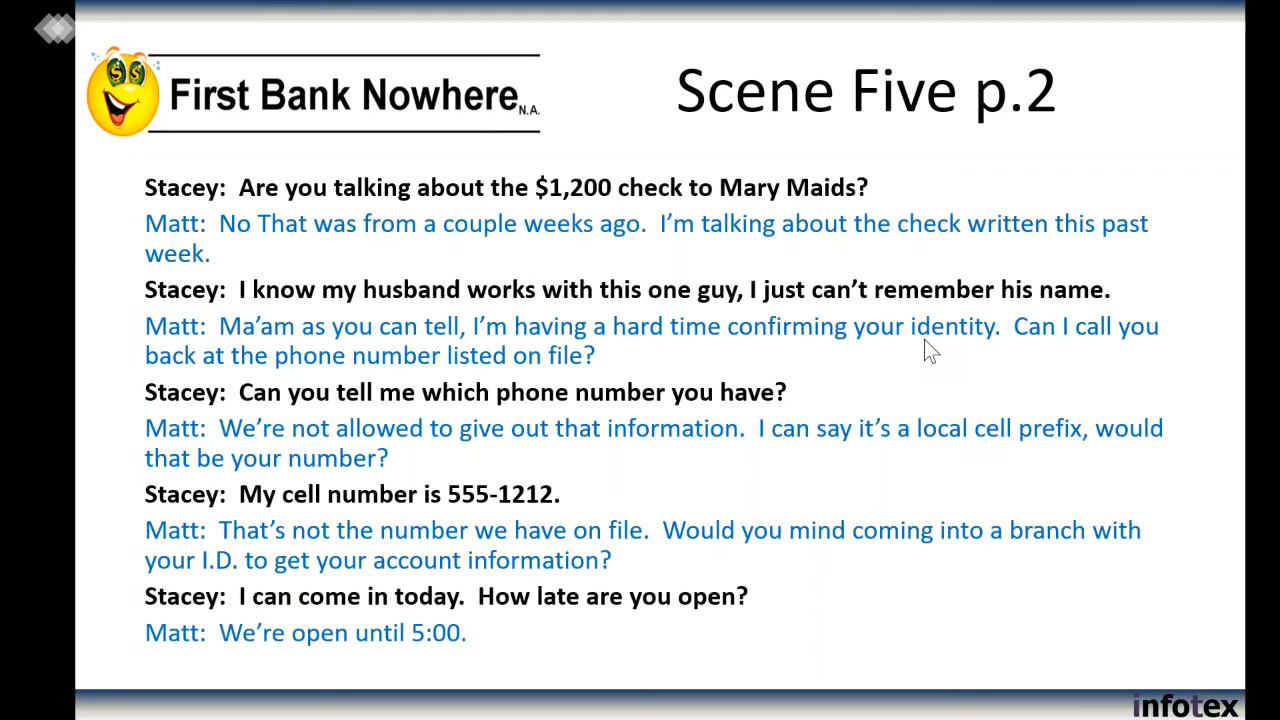 First Bank Nowhere N.A.
Scene Five p.2
Stacey: Are you talking about the $1,200 check to Mary Maids?
Matt: No That was from a couple weeks ago. I'm talking about the check written this past
week.
Stacey: I know my husband works with this one guy, I just can't remember his name.
Matt: Ma'am as you can tell, I'm having a hard time confirming your identity. Can I call you
back at the phone number listed on file?
Stacey: Can you tell me which phone number you have?
Matt: We're not allowed to give out that information. I can say it's a local cell prefix, would
that be your number?
Stacey: My cell number is 555-1212.
Matt: That's not the number we have on file. Would you mind coming into a branch with
your I.D. to get your account information?
Stacey: I can come in today. How late are you open?
Matt: We're open until 5:00.
infotex